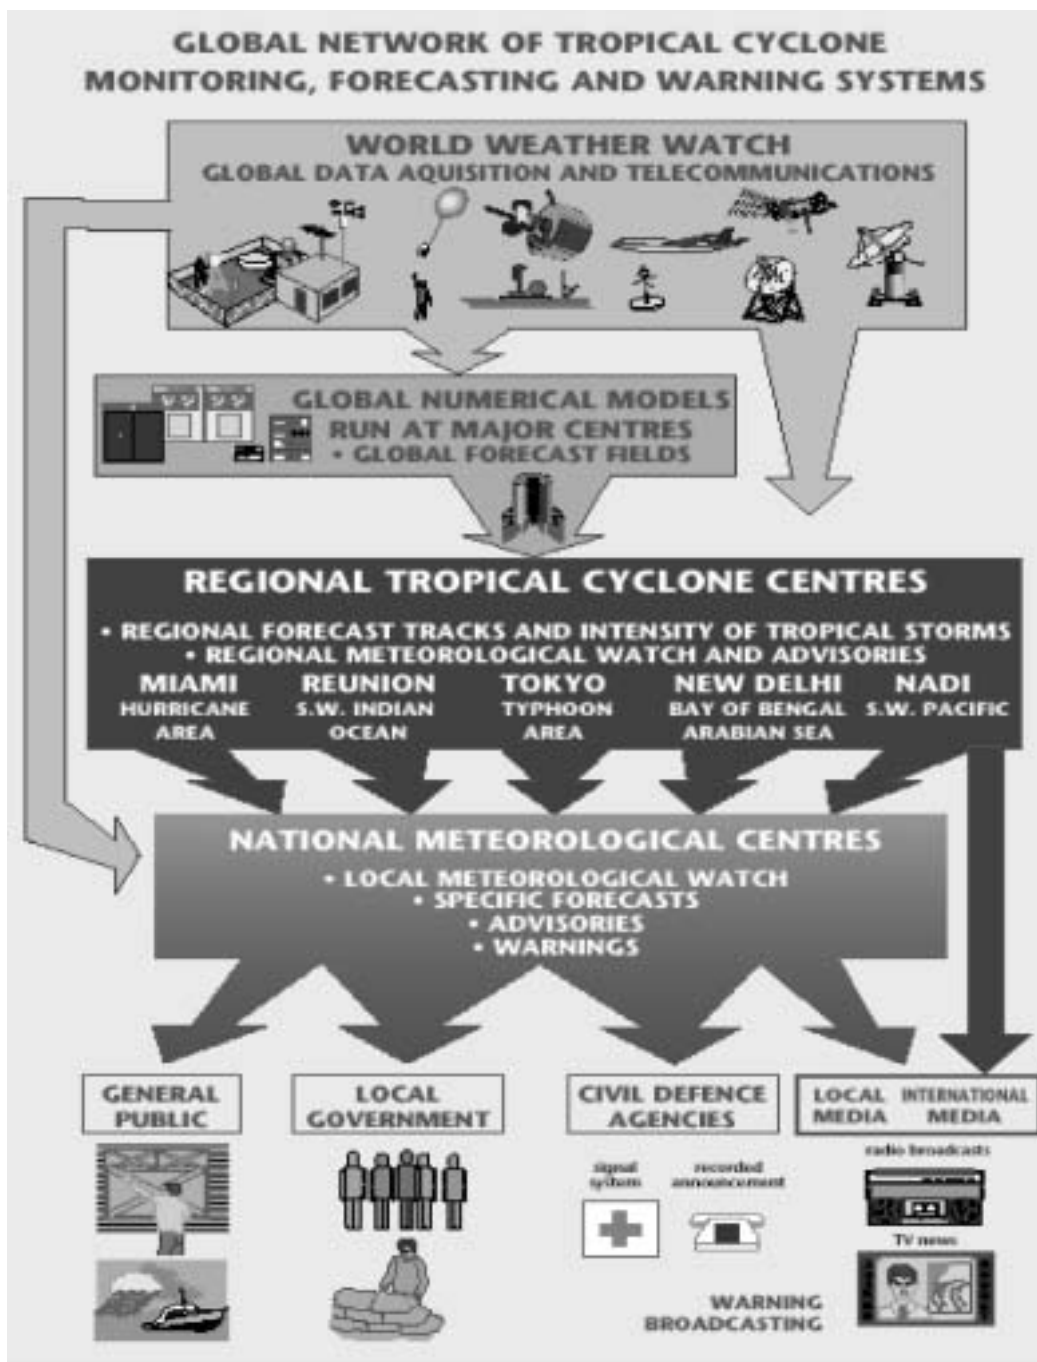 GLOBAL NETWORK OF TROPICAL CYCLONE
MONITORING, FORECASTING AND WARNING SYSTEMS
WORLD WEATHER WATCH
GLOBAL DATA AQUISITION AND TELECOMMUNICATIONS
GLOBAL NUMERICAL MODELS
RUN AT MAJOR CENTRES
• GLOBAL FORECAST FIELDS
REGIONAL TROPICAL CYCLONE CENTRES
• REGIONAL FORECAST TRACKS AND INTENSITY OF TROPICAL STORMS
• REGIONAL METEOROLOGICAL WATCH AND ADVISORIES
MIAMI
HURRICANE
AREA
REUNION
S.W. INDIAN
OCEAN
TOKYO
TYPHOON
AREA
NEW DELHI
BAY OF BENGAL
ARABIAN SEA
NADI
S.W. PACIFIC
NATIONAL METEOROLOGICAL CENTRES
• LOCAL METEOROLOGICAL WATCH
• SPECIFIC FORECASTS
• ADVISORIES
• WARNINGS
GENERAL
PUBLIC
LOCAL
GOVERNMENT
CIVIL DEFENCE
AGENCIES
LOCAL
MEDIA
INTERNATIONAL
MEDIA
signal
system
recorded
announcement
radio broadcasts
TV news
WARNING
BROADCASTING